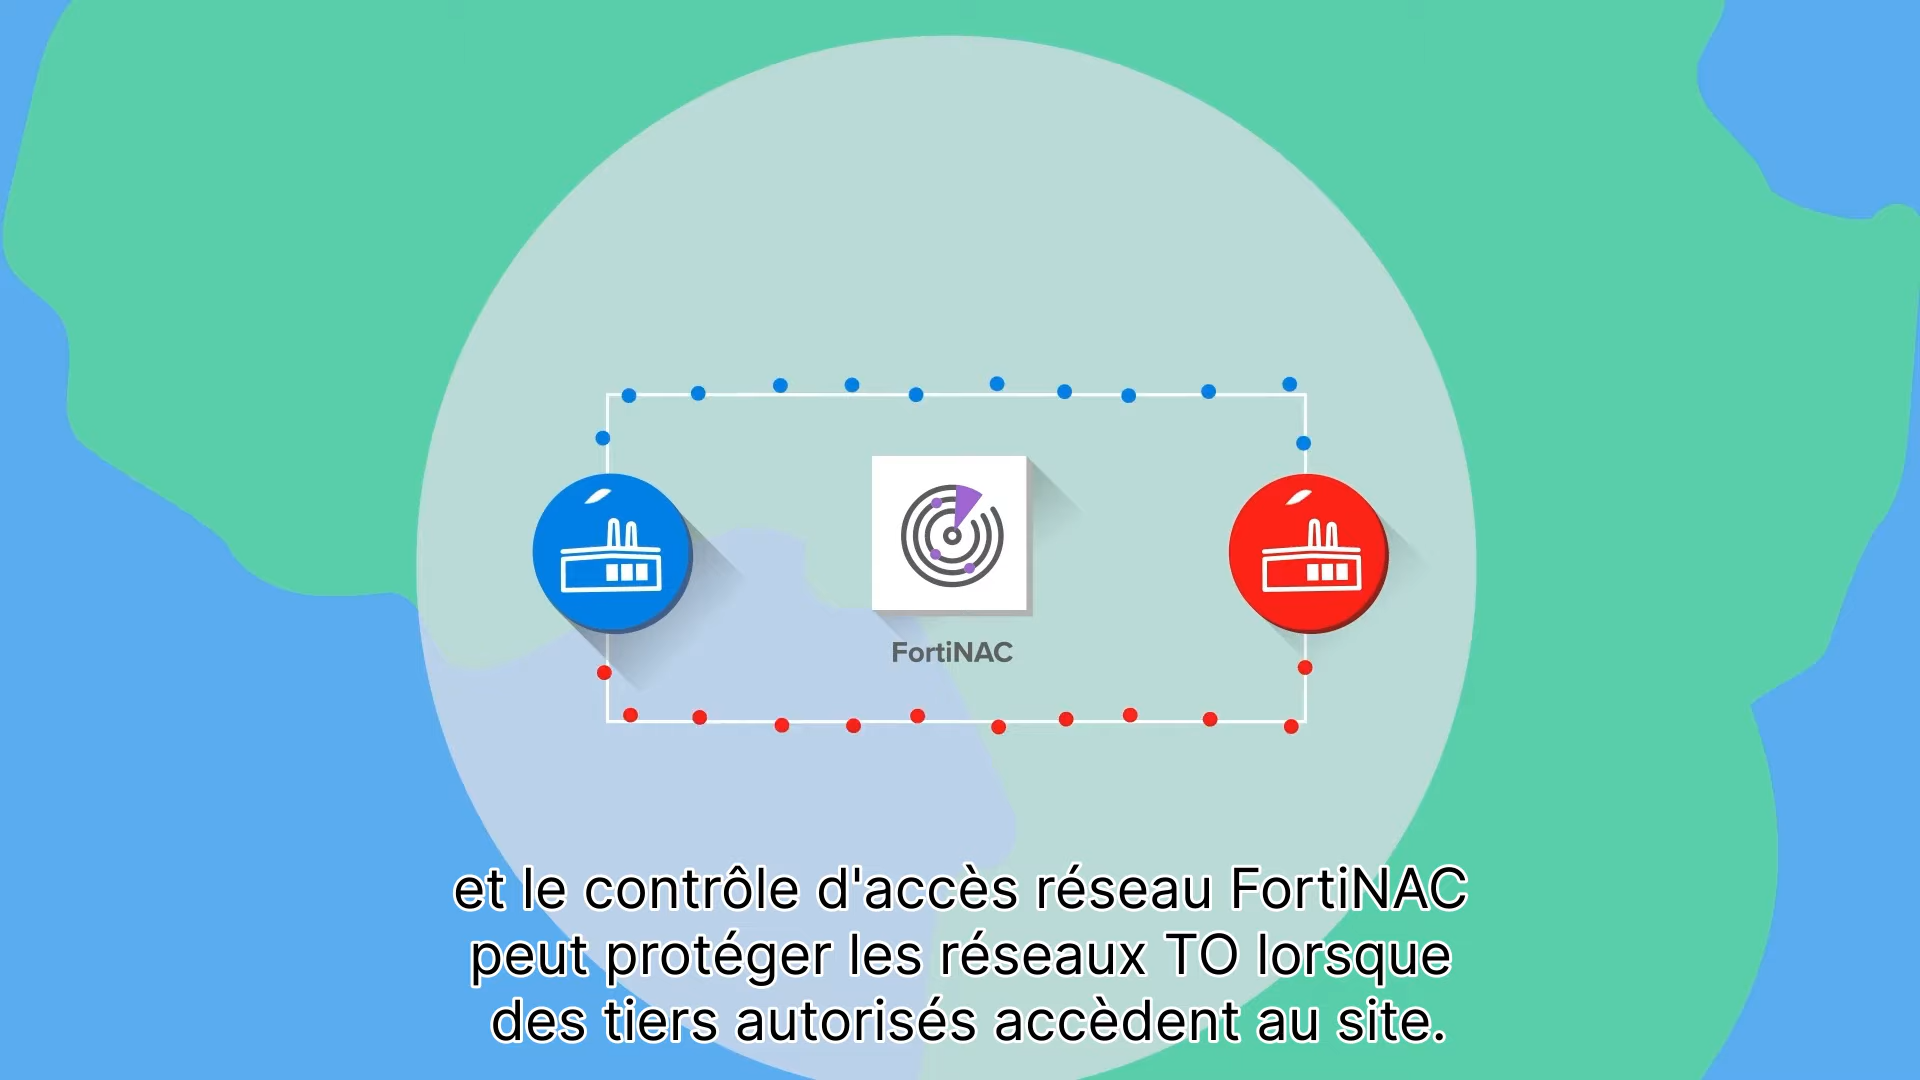 FortiNAC
et le contrôle d'accès réseau FortiNAC
peut protéger les réseaux TO lorsque
des tiers autorisés accèdent au site.